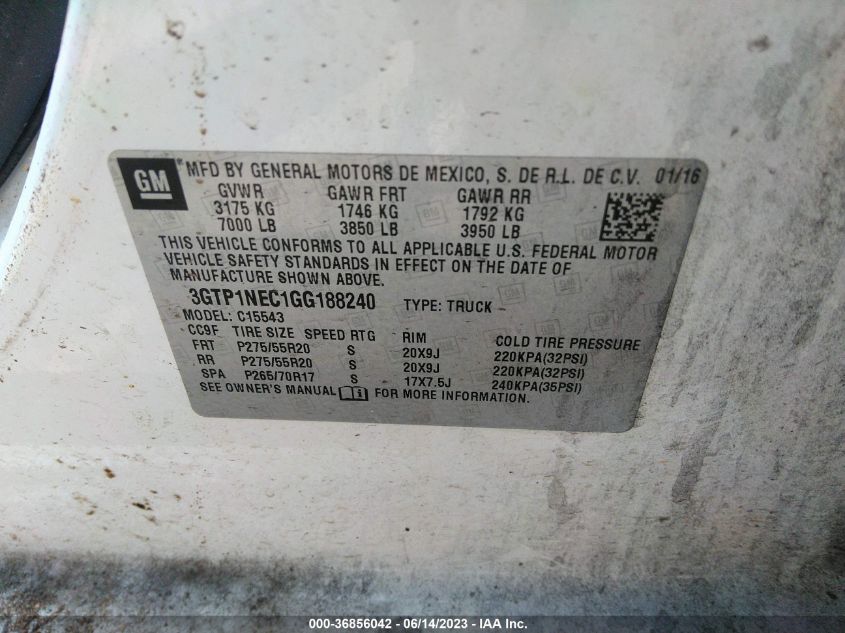 GM
MFD BY GENERAL MOTORS DE MEXICO, S. DE R.L. DE C.V. 01/16
GVWR GAWR FRT GAWR RR
3175 KG 1746 KG 1792 KG
7000 LB 3850 LB 3950 LB
THIS VEHICLE CONFORMS TO ALL APPLICABLE U.S. FEDERAL MOTOR
VEHICLE SAFETY STANDARDS IN EFFECT ON THE DATE OF
MANUFACTURE SHOWN ABOVE.
3GTP1NEC1GG188240 TYPE: TRUCK
MODEL: C15543
CC9F TIRE SIZE SPEED RTG RIM COLD TIRE PRESSURE
FRT P275/55R20 S 20X9J 220KPA(32PSI)
RR P275/55R20 S 20X9J 220KPA(32PSI)
SPA P265/70R17 S 17X7.5J 240KPA(35PSI)
SEE OWNER'S MANUAL FOR MORE INFORMATION.
000-36856042 - 06/14/2023 - IAA Inc.